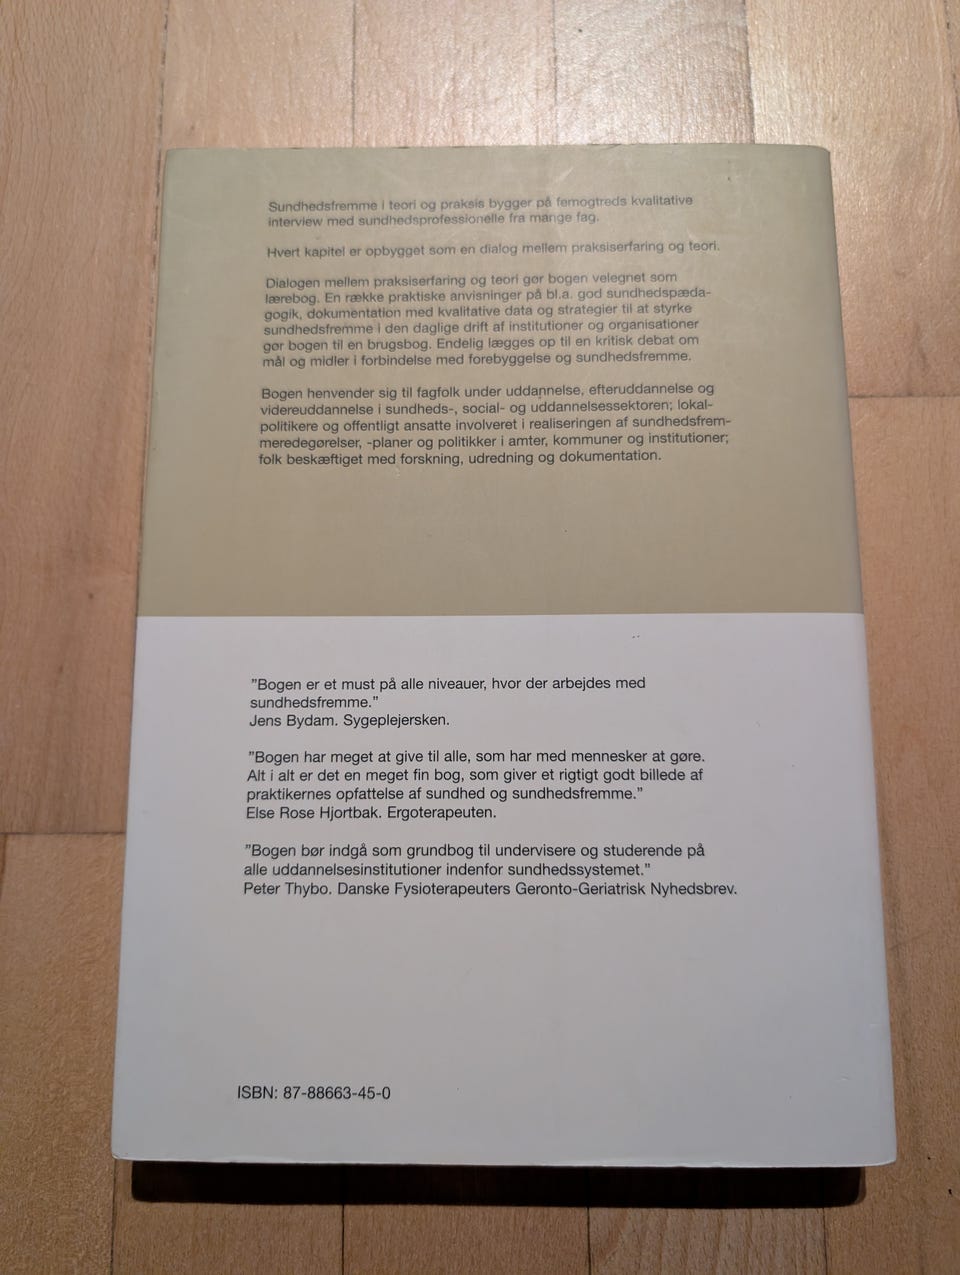 Sundhedsfremme i teori og praksis bygger på femogtreds kvalitative
interview med sundhedsprofessionelle fra mange fag.
Hvert kapitel er opbygget som en dialog mellem praksiserfaring og teori.
Dialogen mellem praksiserfaring og teori gør bogen velegnet som
lærebog. En række praktiske anvisninger på bl.a. god sundhedspæda-
gogik, dokumentation med kvalitative data og strategier til at styrke
sundhedsfremme i den daglige drift af institutioner og organisationer
gør bogen til en brugsbog. Endelig lægges op til en kritisk debat om
mål og midler i forbindelse med forebyggelse og sundhedsfremme.
Bogen henvender sig til fagfolk under uddannelse, efteruddannelse og
videreuddannelse i sundheds-, social- og uddannelsessektoren; lokal-
politikere og offentligt ansatte involveret i realiseringen af sundhedsfrem-
meredegørelser, -planer og politikker i amter, kommuner og institutioner;
folk beskæftiget med forskning, udredning og dokumentation.
"Bogen er et must på alle niveauer, hvor der arbejdes med
sundhedsfremme."
Jens Bydam. Sygeplejersken.
"Bogen har meget at give til alle, som har med mennesker at gøre.
Alt i alt er det en meget fin bog, som giver et rigtigt godt billede af
praktikernes opfattelse af sundhed og sundhedsfremme."
Else Rose Hjortbak. Ergoterapeuten.
"Bogen bør indgå som grundbog til undervisere og studerende på
alle uddannelsesinstitutioner indenfor sundhedssystemet."
Peter Thybo. Danske Fysioterapeuters Geronto-Geriatrisk Nyhedsbrev.
ISBN: 87-88663-45-0